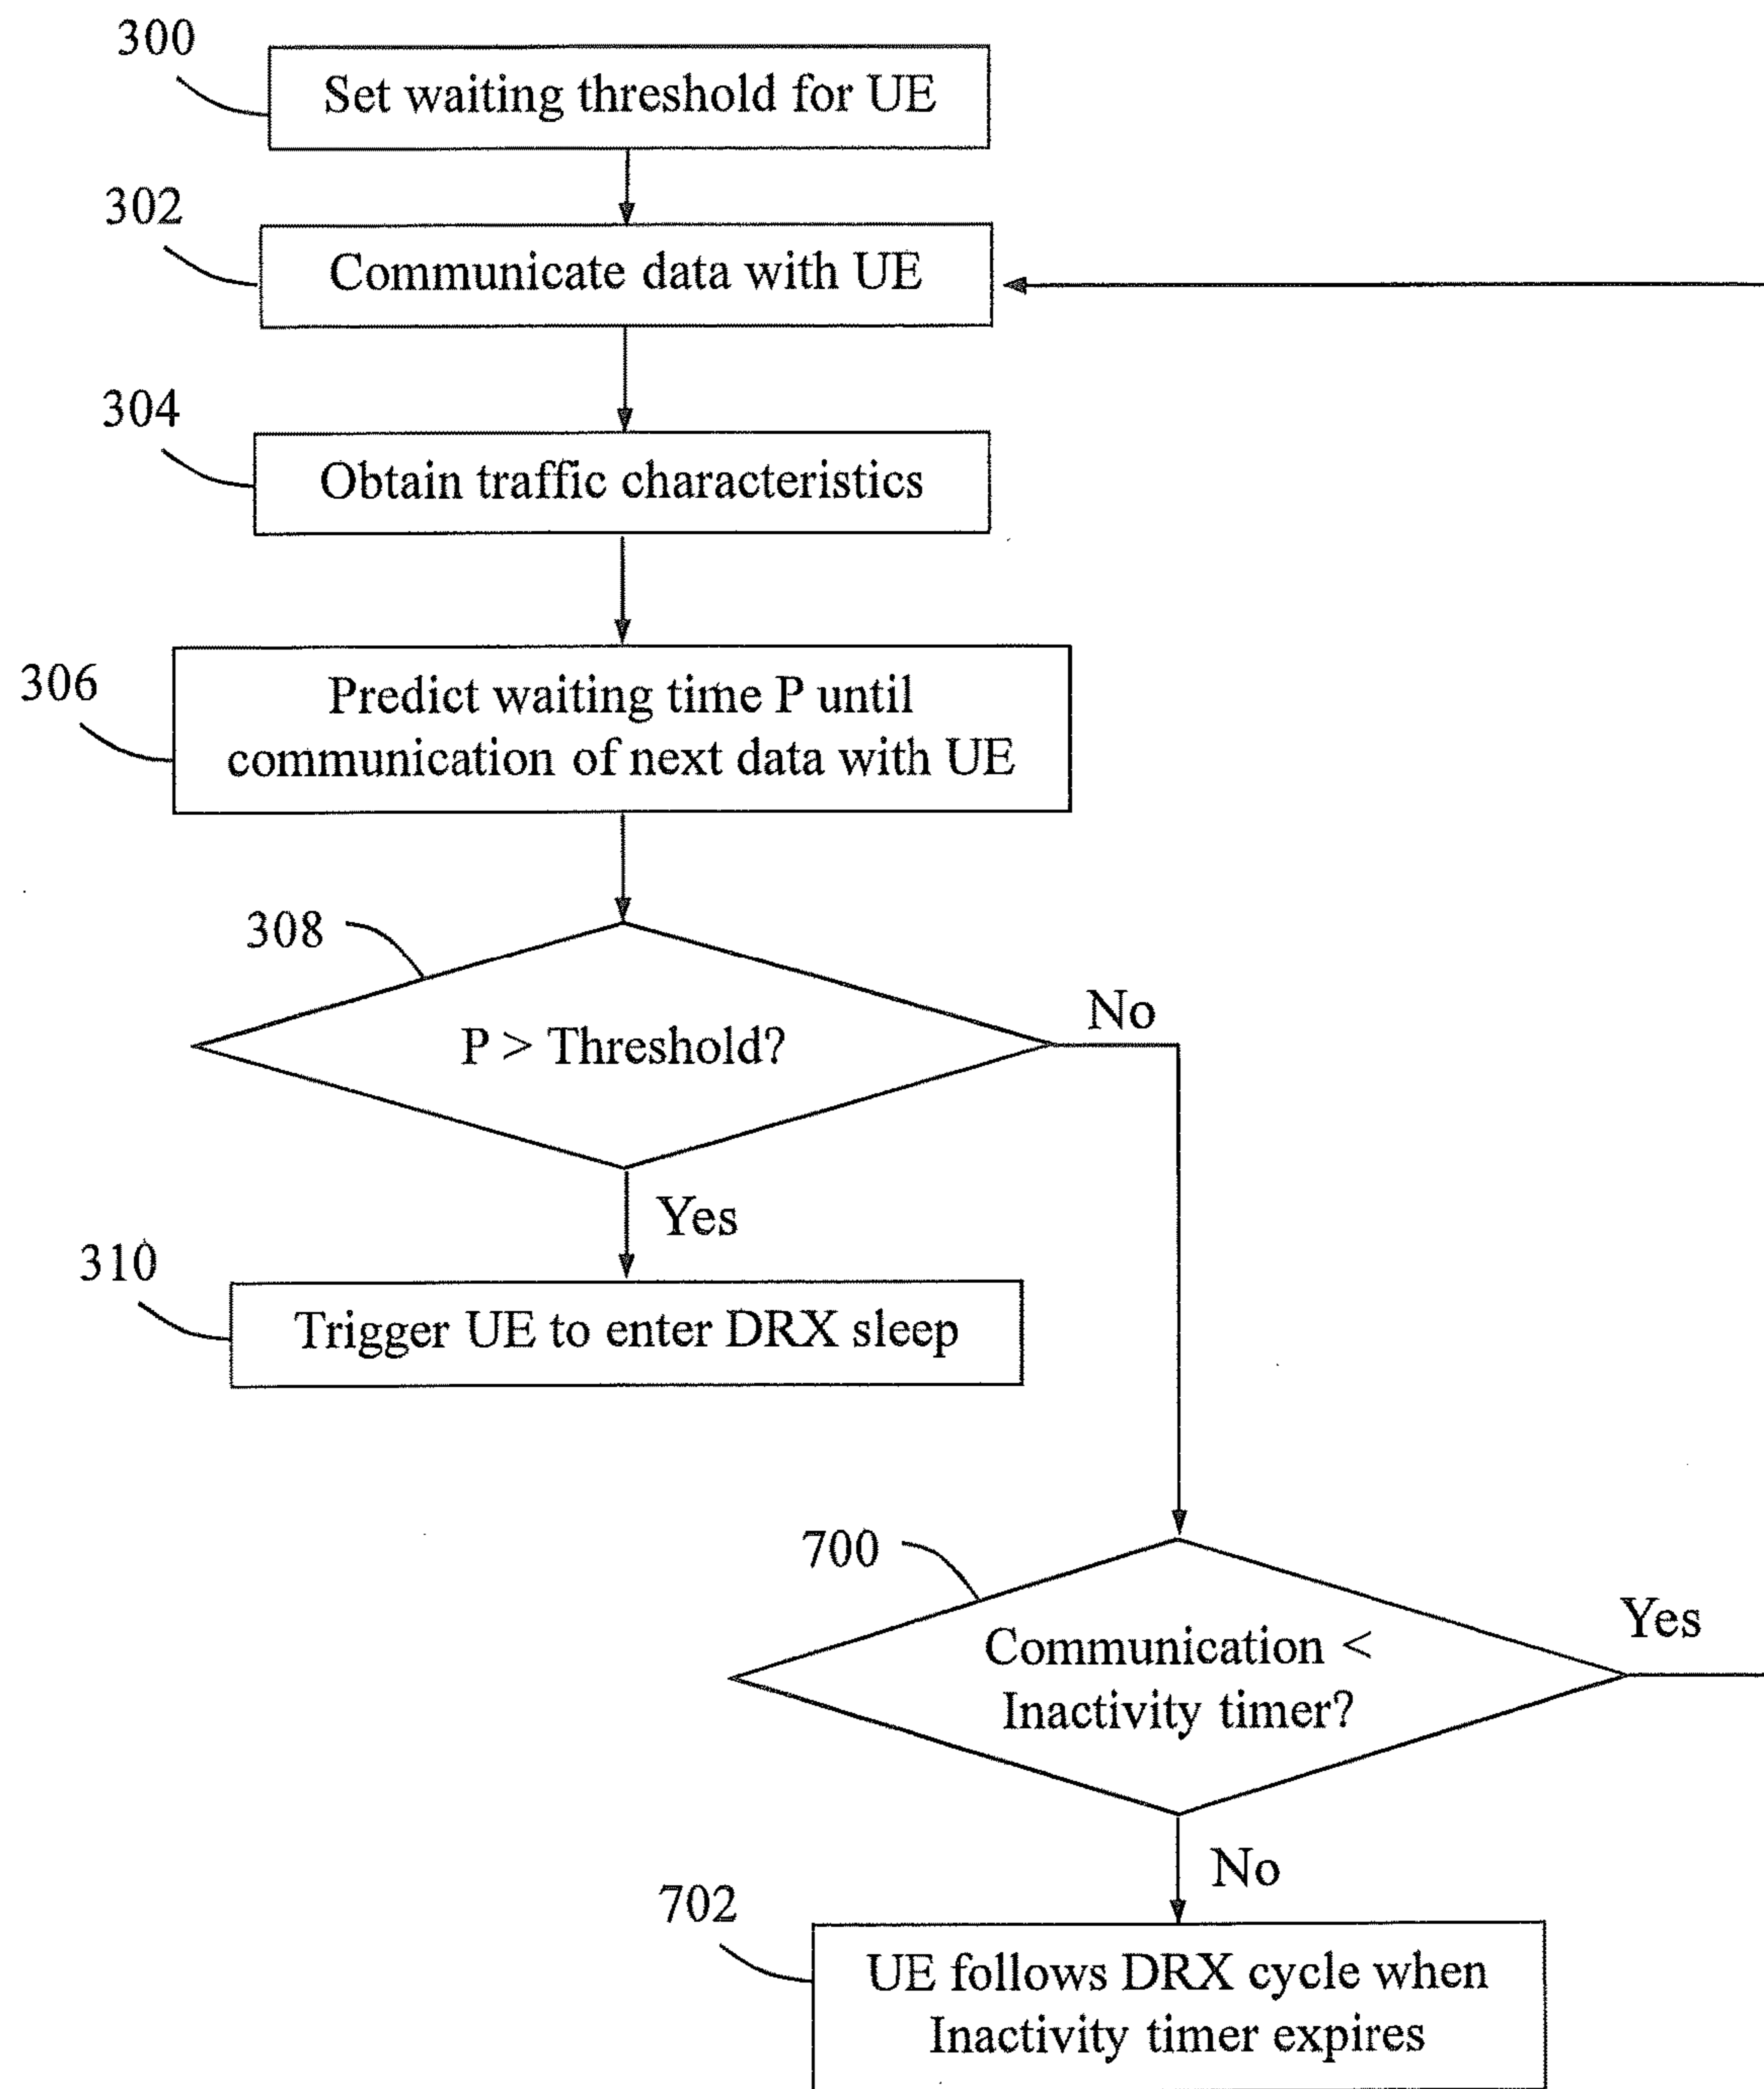 300
Set waiting threshold for UE
302
Communicate data with UE
304
Obtain traffic characteristics
306
Predict waiting time P until
communication of next data with UE
308
P > Threshold?
No
Yes
310
Trigger UE to enter DRX sleep
700
Communication <
Inactivity timer?
Yes
No
702
UE follows DRX cycle when
Inactivity timer expires